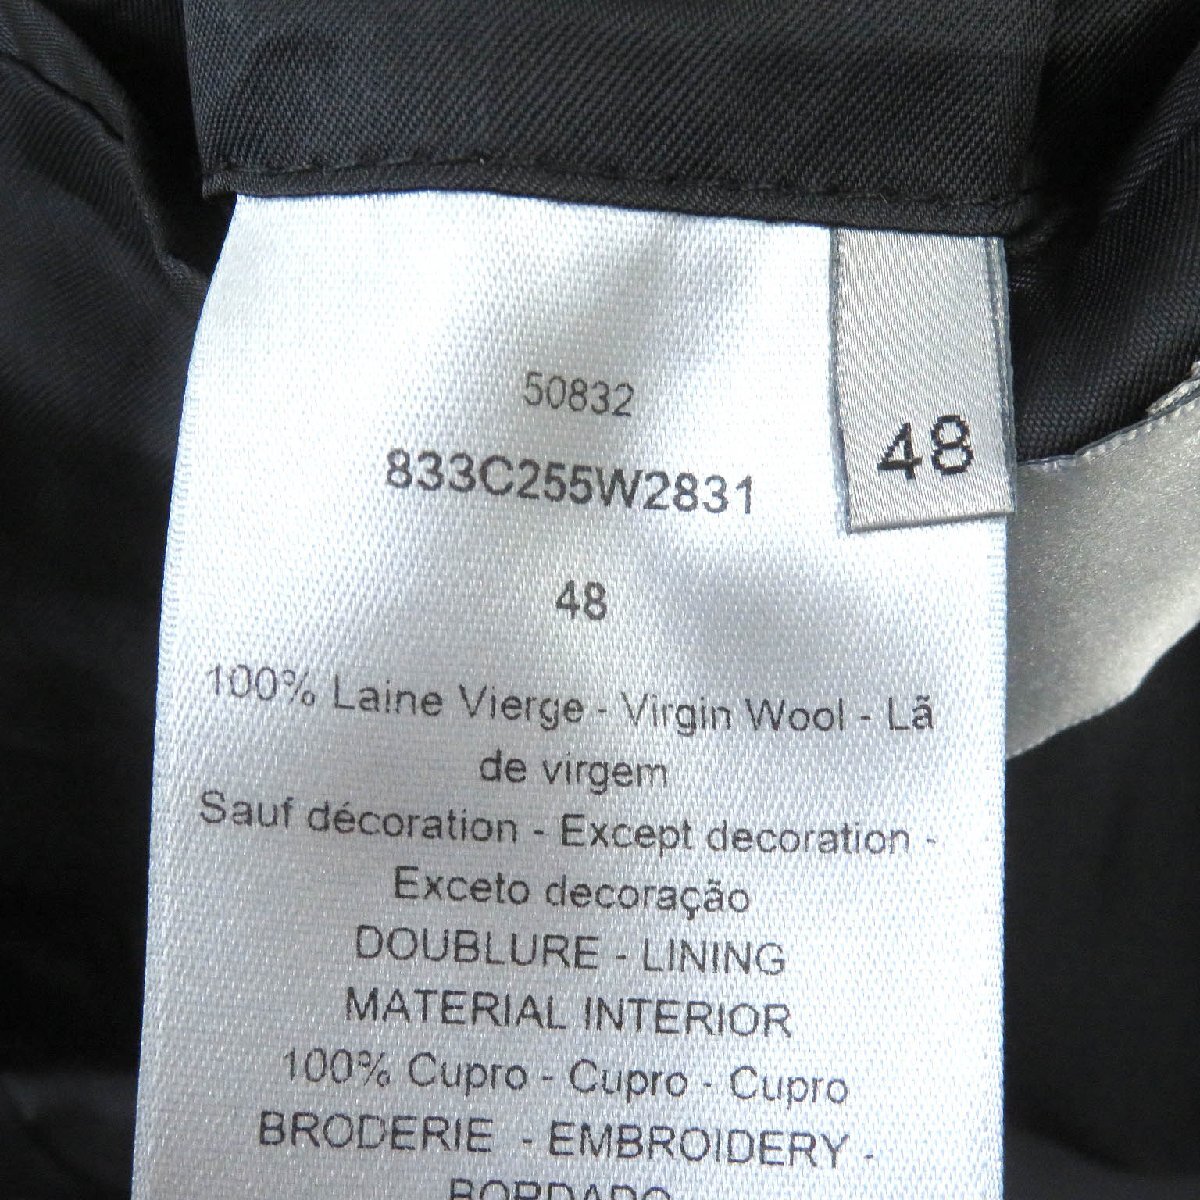 50832
833C255W2831
48
48
100% Laine Vierge - Virgin Wool - Lã
de virgem
Sauf décoration - Except decoration -
Exceto decoração
DOUBLURE - LINING
MATERIAL INTERIOR
100% Cupro - Cupro - Cupro
BRODERIE - EMBROIDERY -
BORDADO